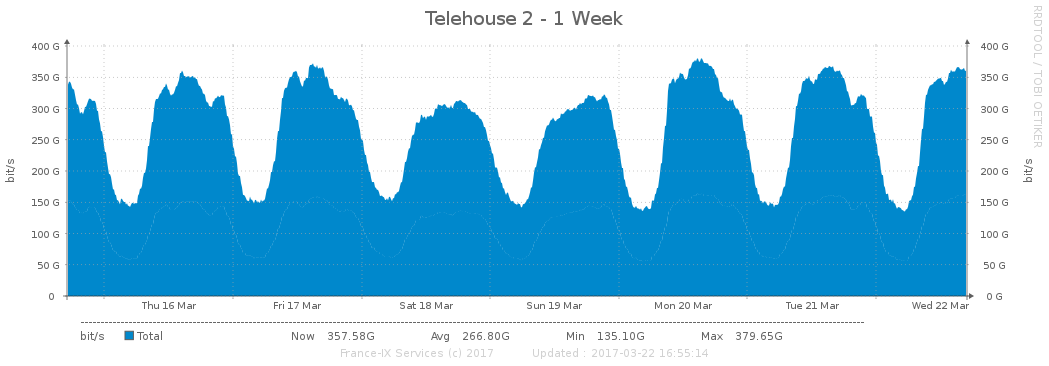 Telehouse 2 - 1 Week
RRDTOOL / TOBI OETIKER
400 G 400 G
350 G 350 G
300 G 300 G
250 G 250 G
200 G 200 G
150 G 150 G
100 G 100 G
50 G 50 G
0 0 G
bit/s bit/s
Thu 16 Mar Fri 17 Mar Sat 18 Mar Sun 19 Mar Mon 20 Mar Tue 21 Mar Wed 22 Mar
bit/s Total Now 357.58G Avg 266.80G Min 135.10G Max 379.65G
France-IX Services (c) 2017 Updated : 2017-03-22 16:55:14